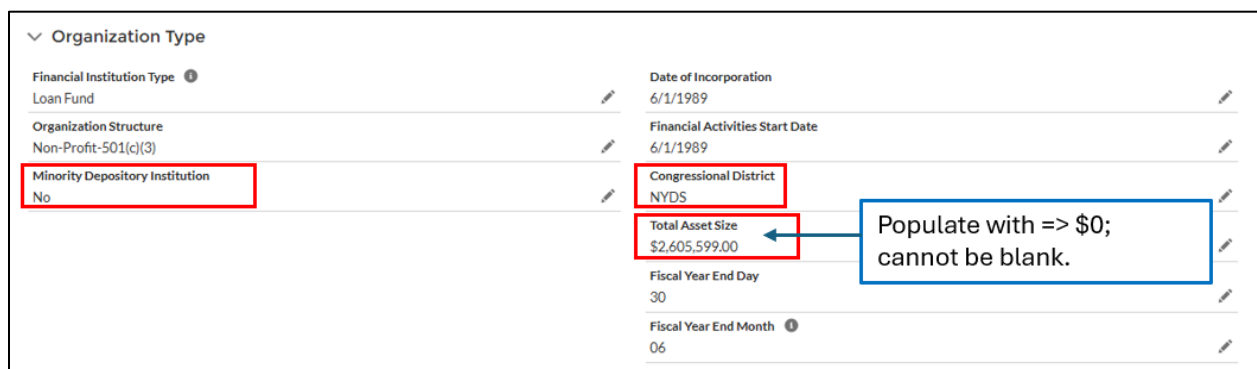 Organization Type
Financial Institution Type
Loan Fund
Organization Structure
Non-Profit-501(c)(3)
Minority Depository Institution
No
Date of Incorporation
6/1/1989
Financial Activities Start Date
6/1/1989
Congressional District
NYDS
Total Asset Size
$2,605,599.00
Populate with => $0;
cannot be blank.
Fiscal Year End Day
30
Fiscal Year End Month
06